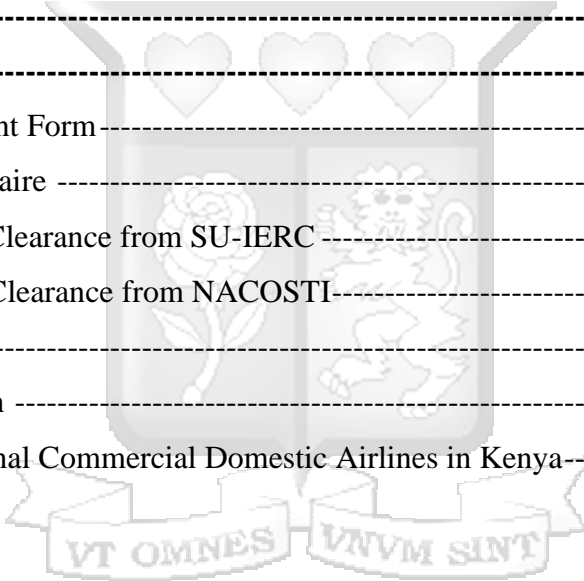 ---------------------------------------------
---------------------------------------------
nt Form---------------------------------------
aire ------------------------------------------
Clearance from SU-IERC ---------------------
Clearance from NACOSTI---------------------
---------------------------------------------
n ---------------------------------------------
nal Commercial Domestic Airlines in Kenya--
VT OMNES VNVM SINT